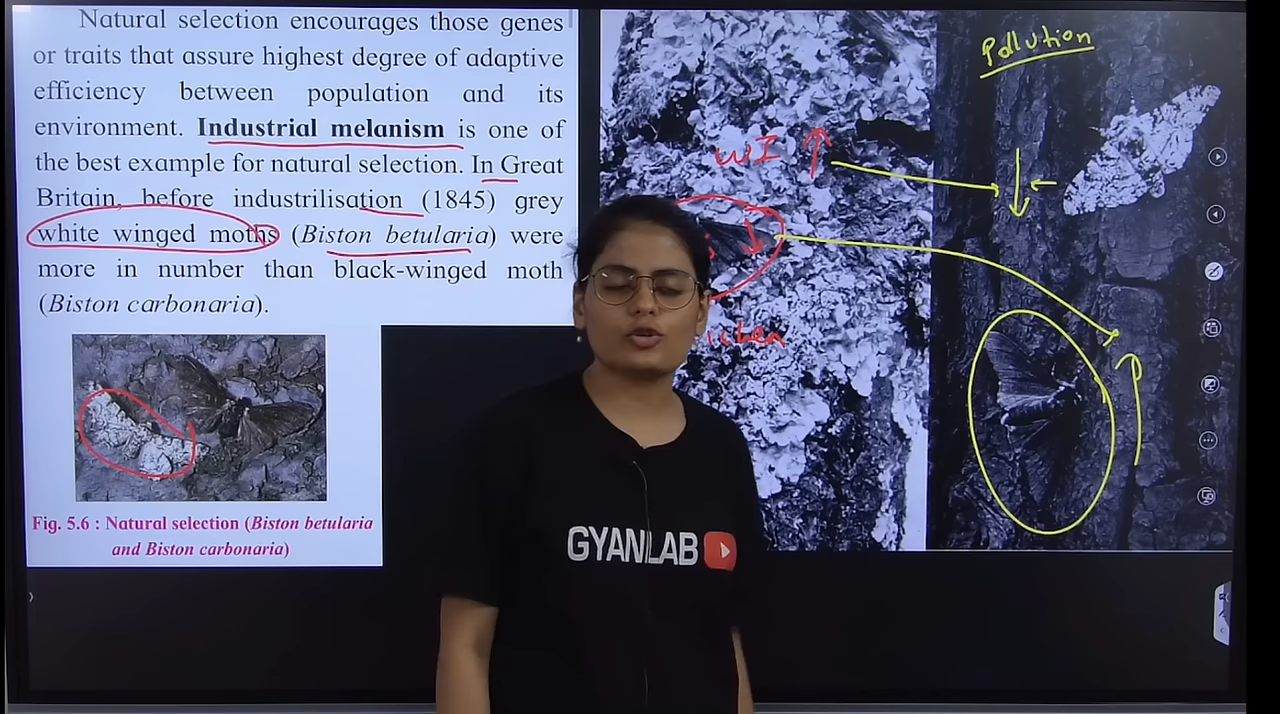 Natural selection encourages those genes
or traits that assure highest degree of adaptive
efficiency between population and its
environment. Industrial melanism is one of
the best example for natural selection. In Great
Britain, before industrilisation (1845) grey
white winged moths (Biston betularia) were
more in number than black-winged moth
(Biston carbonaria).
Fig. 5.6 : Natural selection (Biston betularia
and Biston carbonaria)
Pollution
GYANLAB